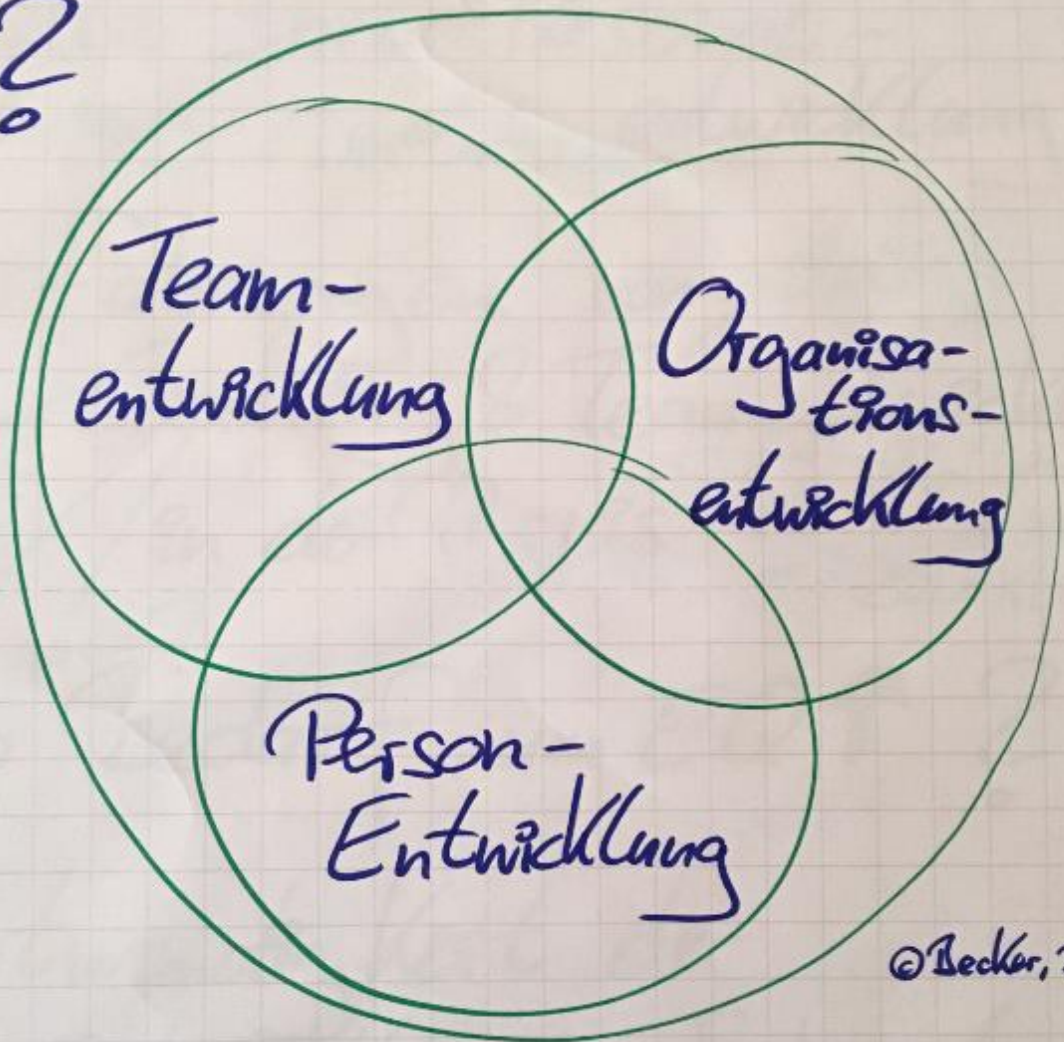 ?
Team-
entwicklung
Organisa-
tions-
entwicklung
Person-
Entwicklung
© Becker,